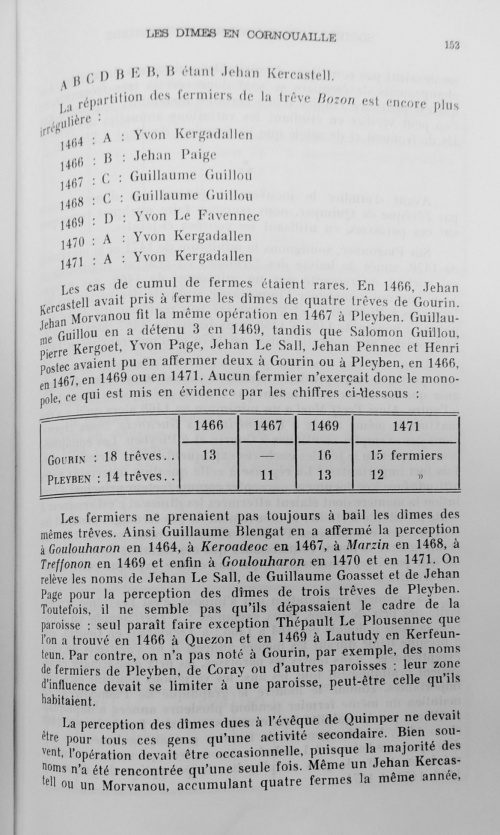 LES DIMES EN CORNOUAILLE
153
A B C D B E B, B étant Jehan Kercastell.
La répartition des fermiers de la trêve Bozon est encore plus
irrégulière :
1464 : A : Yvon Kergadallen
1466 : B : Jehan Paige
1467 : C : Guillaume Guillou
1468 : C : Guillaume Guillou
1469 : D : Yvon Le Favennec
1470 : A : Yvon Kergadallen
1471 : A : Yvon Kergadallen
Les cas de cumul de fermes étaient rares. En 1466, Jehan
Kercastell avait pris à ferme les dîmes de quatre trêves de Gourin.
Jehan Morvanou fit la même opération en 1467 à Pleyben. Guillau-
me Guillou en a détenu 3 en 1469, tandis que Salomon Guillou,
Pierre Kergoet, Yvon Page, Jehan Le Sall, Jehan Pennec et Henri
Postec avaient pu en affermer deux à Gourin ou à Pleyben, en 1466,
en 1467, en 1469 ou en 1471. Aucun fermier n'exerçait donc le mono-
pole, ce qui est mis en évidence par les chiffres ci-dessous :
1466 1467 1469 1471
GOURIN : 18 trêves.. 13 — 16 15 fermiers
PLEYBEN : 14 trêves.. 11 13 12 »
Les fermiers ne prenaient pas toujours à bail les dîmes des
mêmes trêves. Ainsi Guillaume Blengat en a affermé la perception
à Goulouharon en 1464, à Keroadeoc en 1467, à Marzin en 1468, à
Treffonon en 1469 et enfin à Goulouharon en 1470 et en 1471. On
relève les noms de Jehan Le Sall, de Guillaume Goasset et de Jehan
Page pour la perception des dîmes de trois trêves de Pleyben.
Toutefois, il ne semble pas qu'ils dépassaient le cadre de la
paroisse : seul paraît faire exception Thépault Le Plousennec que
l'on a trouvé en 1466 à Quezon et en 1469 à Lautudy en Kerfeun-
teun. Par contre, on n'a pas noté à Gourin, par exemple, des noms
de fermiers de Pleyben, de Coray ou d'autres paroisses : leur zone
d'influence devait se limiter à une paroisse, peut-être celle qu'ils
habitaient.
La perception des dîmes dues à l'évêque de Quimper ne devait
être pour tous ces gens qu'une activité secondaire. Bien sou-
vent, l'opération devait être occasionnelle, puisque la majorité des
noms n'a été rencontrée qu'une seule fois. Même un Jehan Kercas-
tell ou un Morvanou, accumulant quatre fermes la même année,